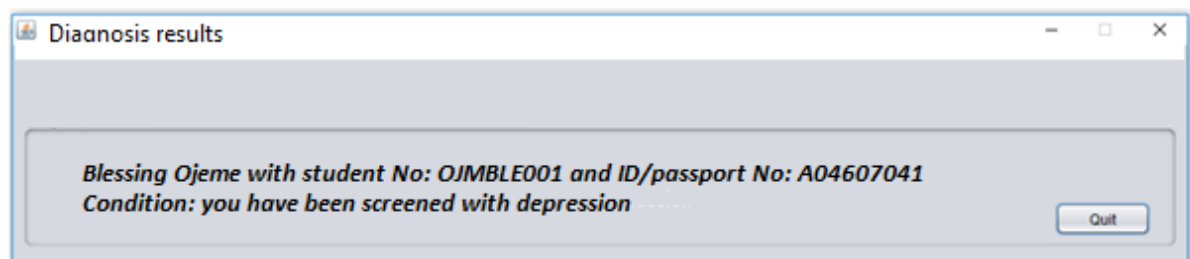 Diagnosis results
Blessing Ojeme with student No: OJMBLE001 and ID/passport No: A04607041
Condition: you have been screened with depression
Quit